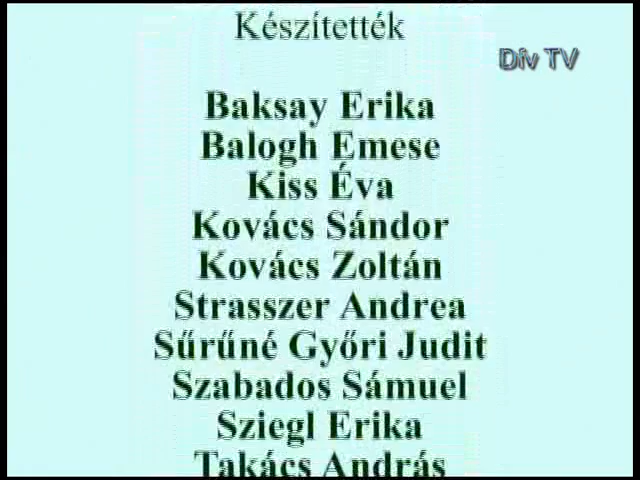 Készítették
Div TV
Baksay Erika
Balogh Emese
Kiss Éva
Kovács Sándor
Kovács Zoltán
Strasszer Andrea
Sűrűné Győri Judit
Szabados Sámuel
Sziegl Erika
Takács András